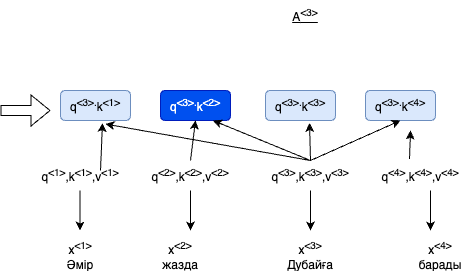 A<3>
q<3>·k<1> q<3>·k<2> q<3>·k<3> q<3>·k<4>
q<1>,k<1>,v<1> q<2>,k<2>,v<2> q<3>,k<3>,v<3> q<4>,k<4>,v<4>
x<1> x<2> x<3> x<4>
Әмір жазда Дубайға барады